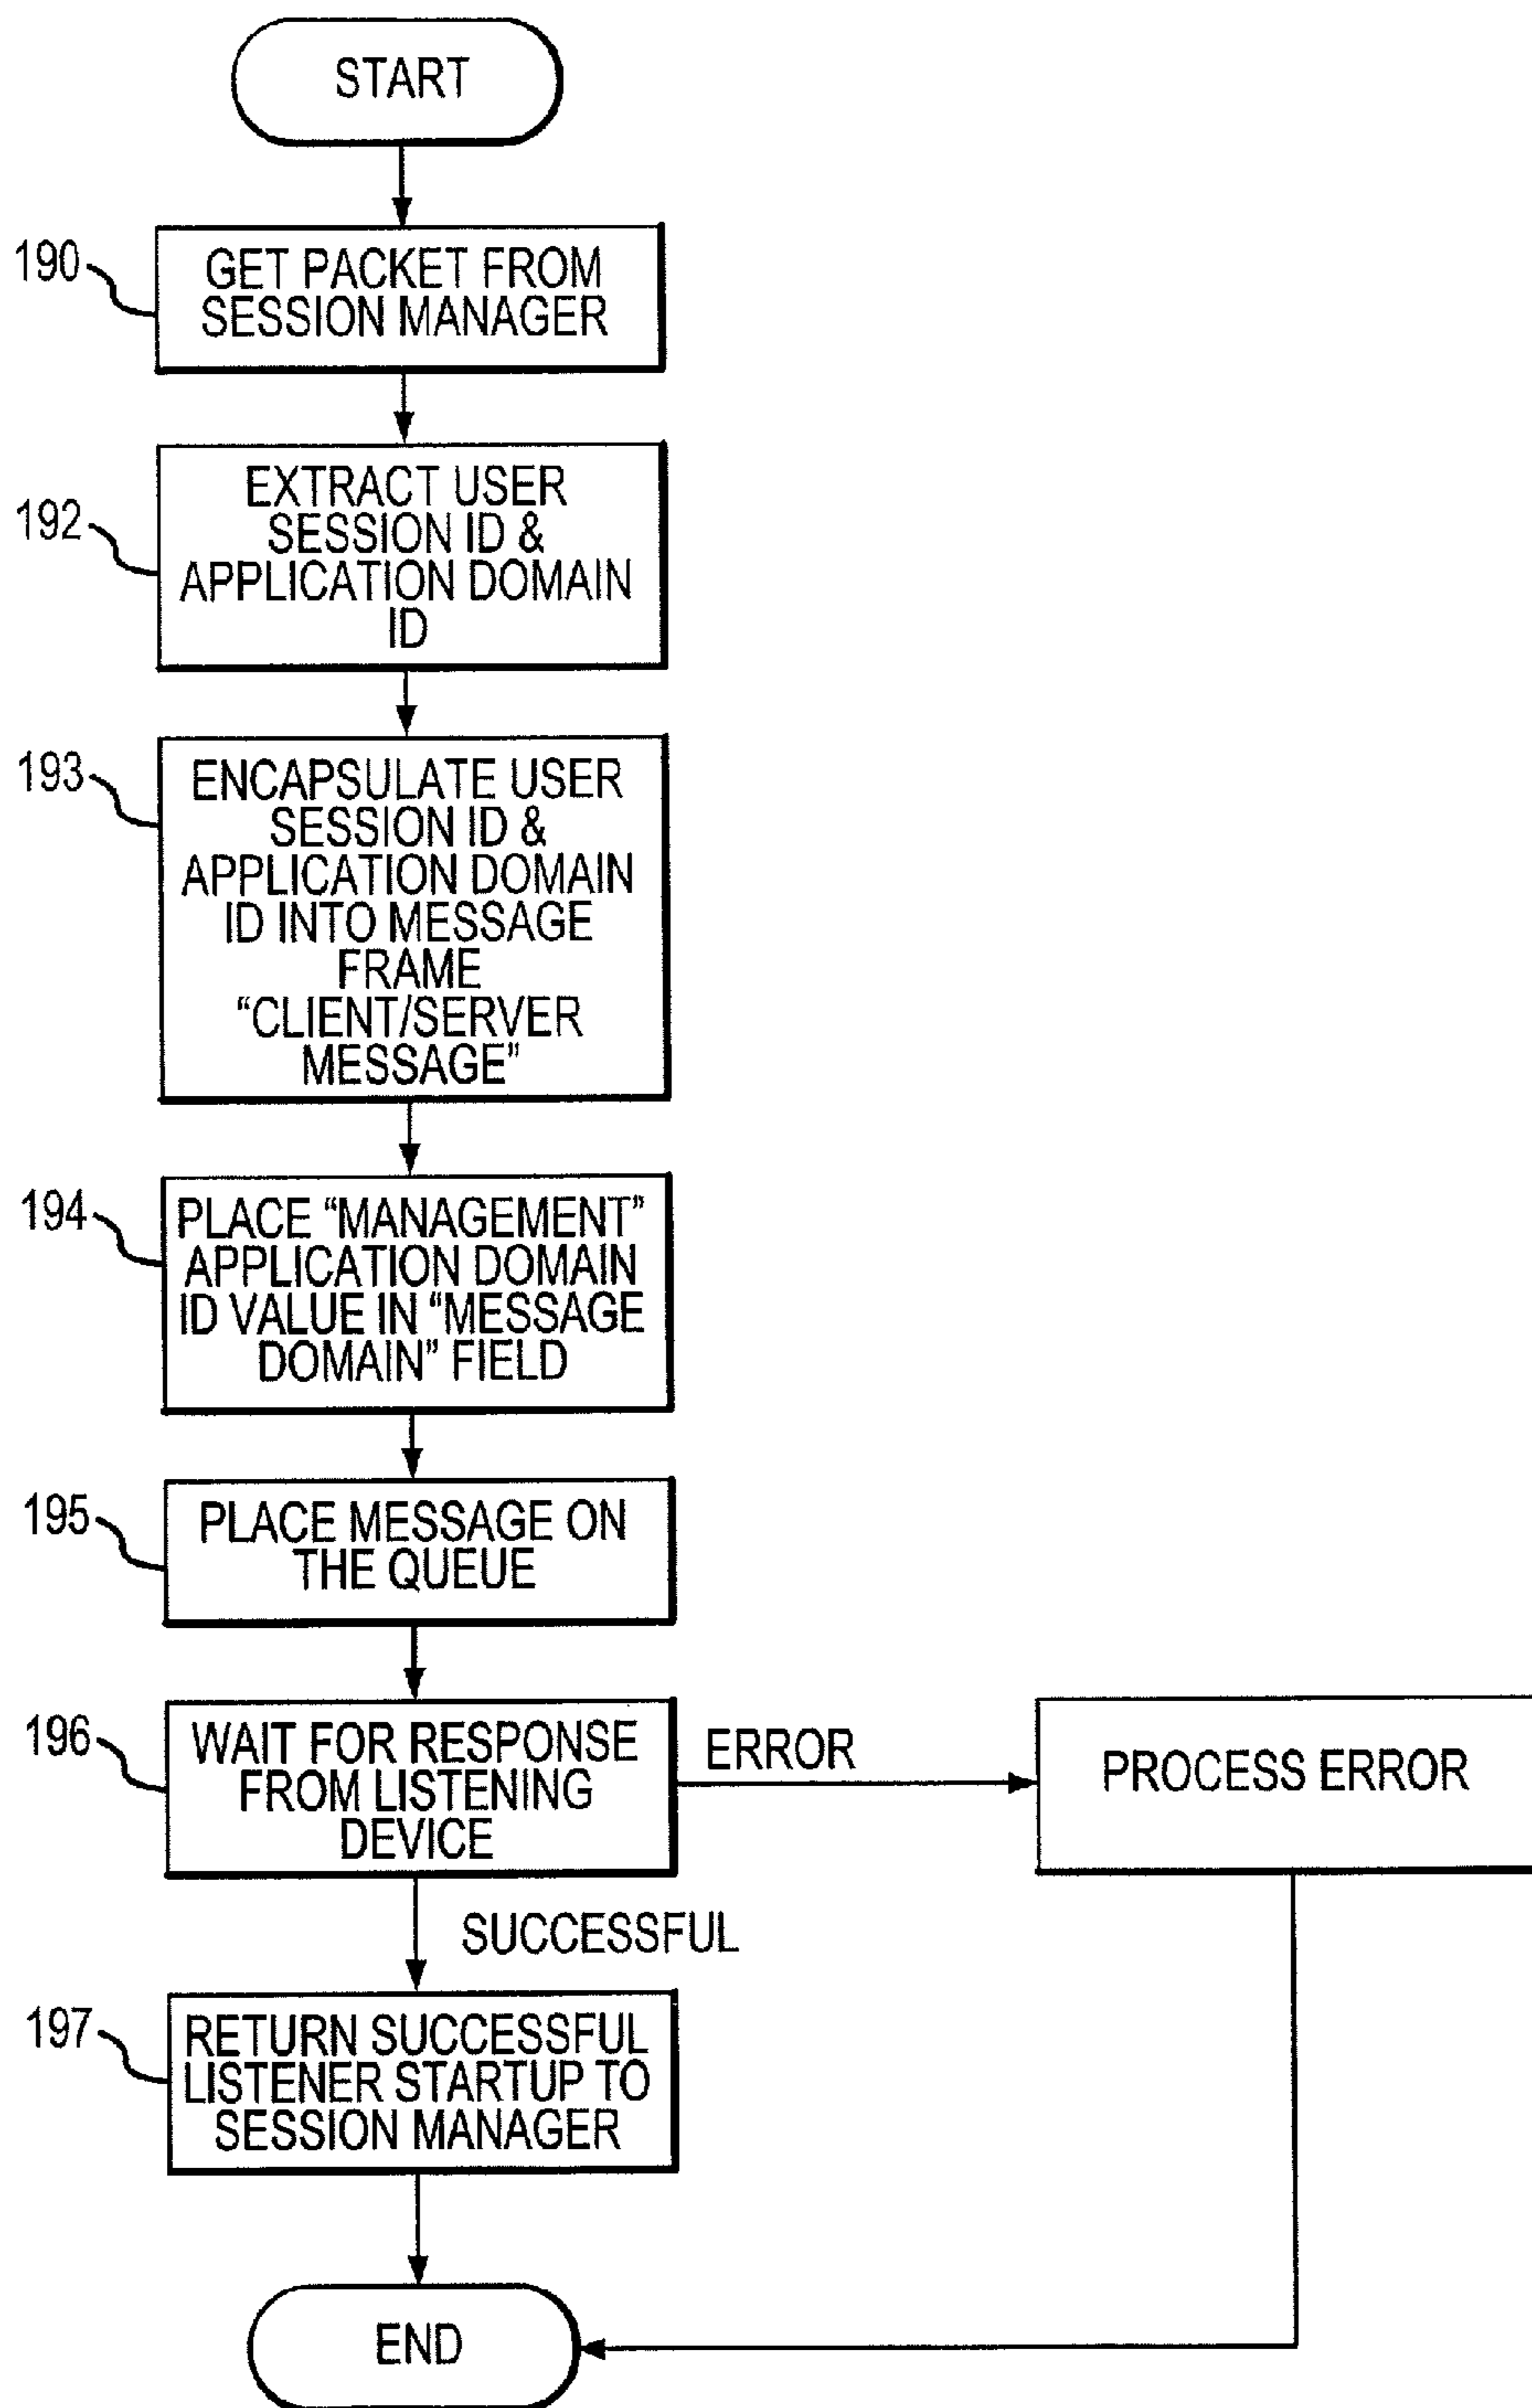 START
190
GET PACKET FROM
SESSION MANAGER
192
EXTRACT USER
SESSION ID &
APPLICATION DOMAIN
ID
193
ENCAPSULATE USER
SESSION ID &
APPLICATION DOMAIN
ID INTO MESSAGE
FRAME
“CLIENT/SERVER
MESSAGE”
194
PLACE “MANAGEMENT”
APPLICATION DOMAIN
ID VALUE IN “MESSAGE
DOMAIN” FIELD
195
PLACE MESSAGE ON
THE QUEUE
196
WAIT FOR RESPONSE
FROM LISTENING
DEVICE
ERROR
PROCESS ERROR
SUCCESSFUL
197
RETURN SUCCESSFUL
LISTENER STARTUP TO
SESSION MANAGER
END